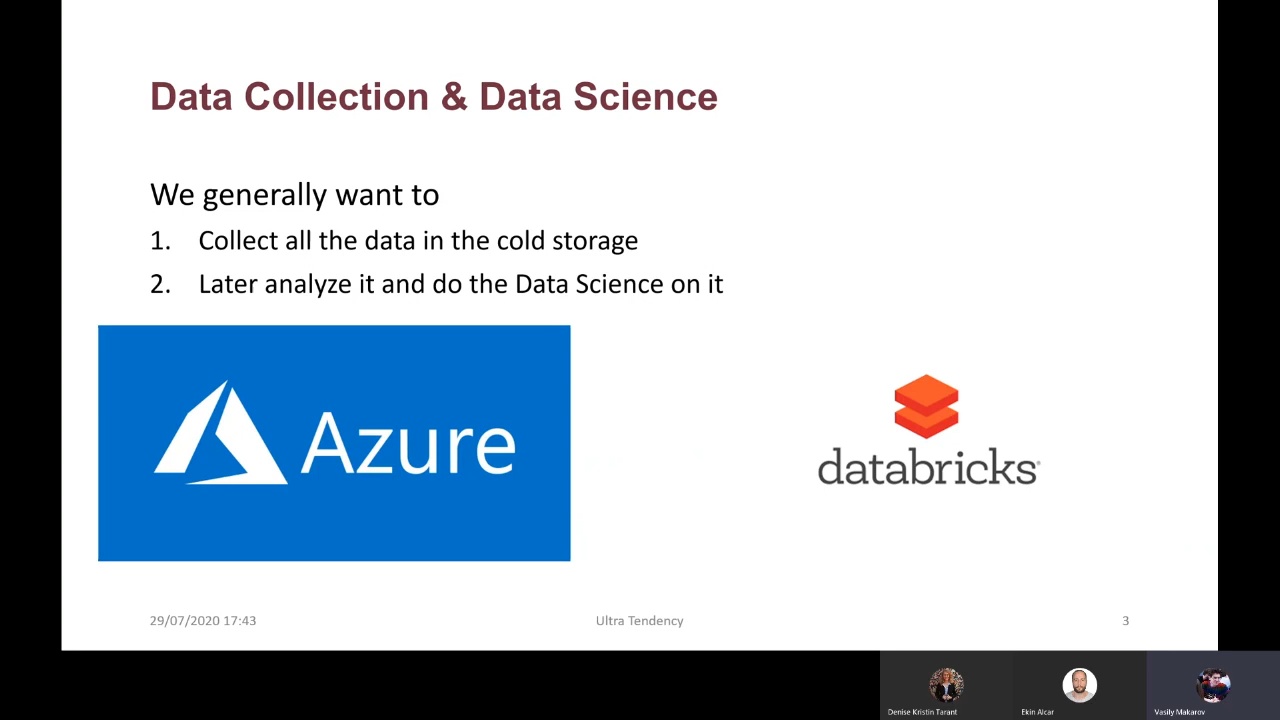 Data Collection & Data Science
We generally want to
1. Collect all the data in the cold storage
2. Later analyze it and do the Data Science on it
Azure
databricks
29/07/2020 17:43
Ultra Tendency
3
Denise Kristin Tarant
Ekin Alcar
Vasily Makarov